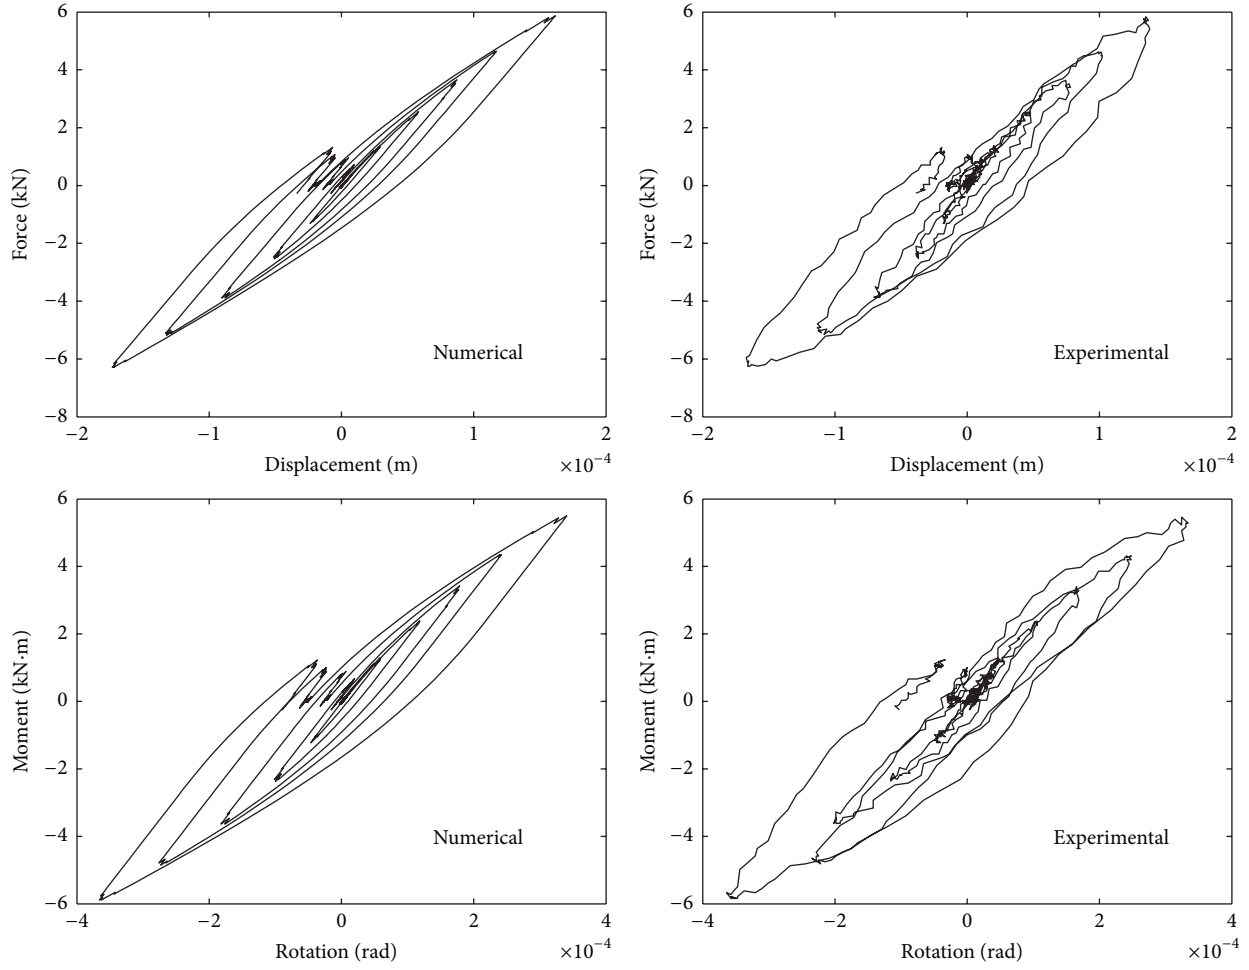 6
4
2
0
−2
−4
−6
−8
Force (kN)
Numerical
−2 −1 0 1 2
Displacement (m)
×10−4
6
4
2
0
−2
−4
−6
−8
Force (kN)
Experimental
−2 −1 0 1 2
Displacement (m)
×10−4
6
4
2
0
−2
−4
−6
Moment (kN·m)
Numerical
−4 −2 0 2 4
Rotation (rad)
×10−4
6
4
2
0
−2
−4
−6
Moment (kN·m)
Experimental
−4 −2 0 2 4
Rotation (rad)
×10−4